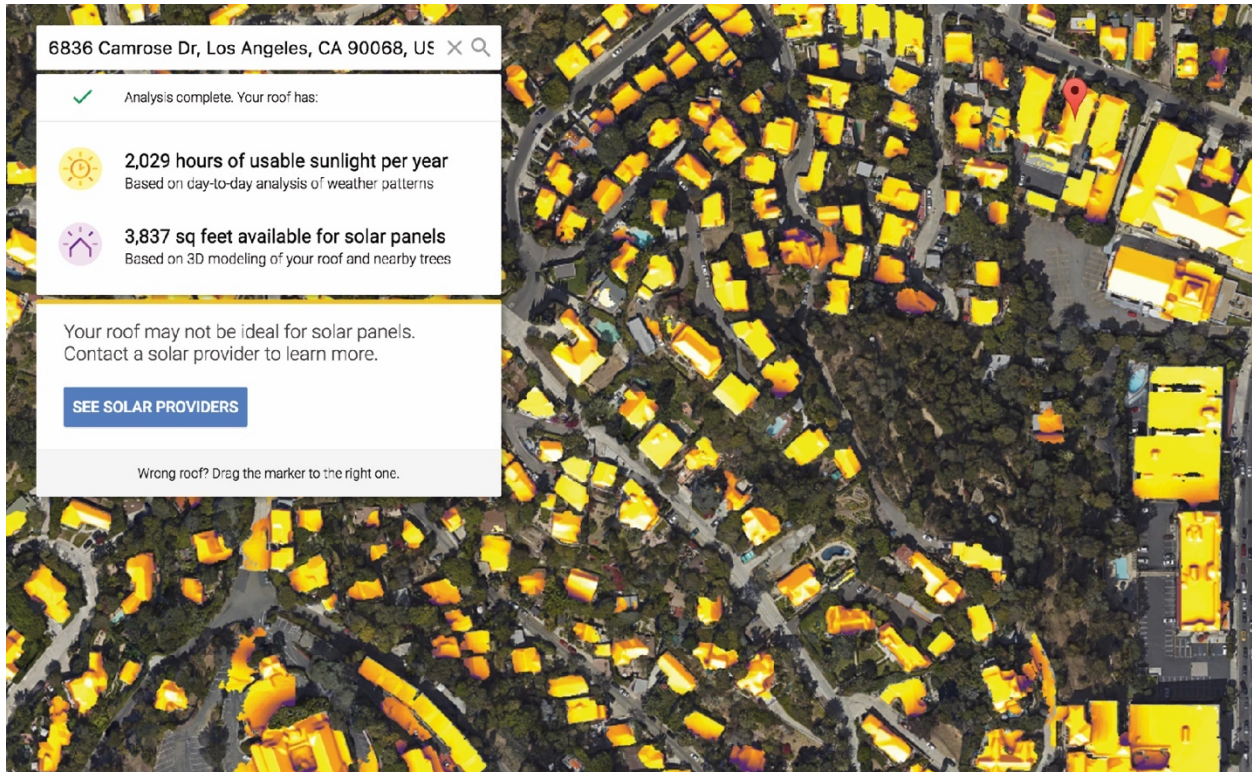 6836 Camrose Dr, Los Angeles, CA 90068, US
Analysis complete. Your roof has:
2,029 hours of usable sunlight per year
Based on day-to-day analysis of weather patterns
3,837 sq feet available for solar panels
Based on 3D modeling of your roof and nearby trees
Your roof may not be ideal for solar panels.
Contact a solar provider to learn more.
SEE SOLAR PROVIDERS
Wrong roof? Drag the marker to the right one.